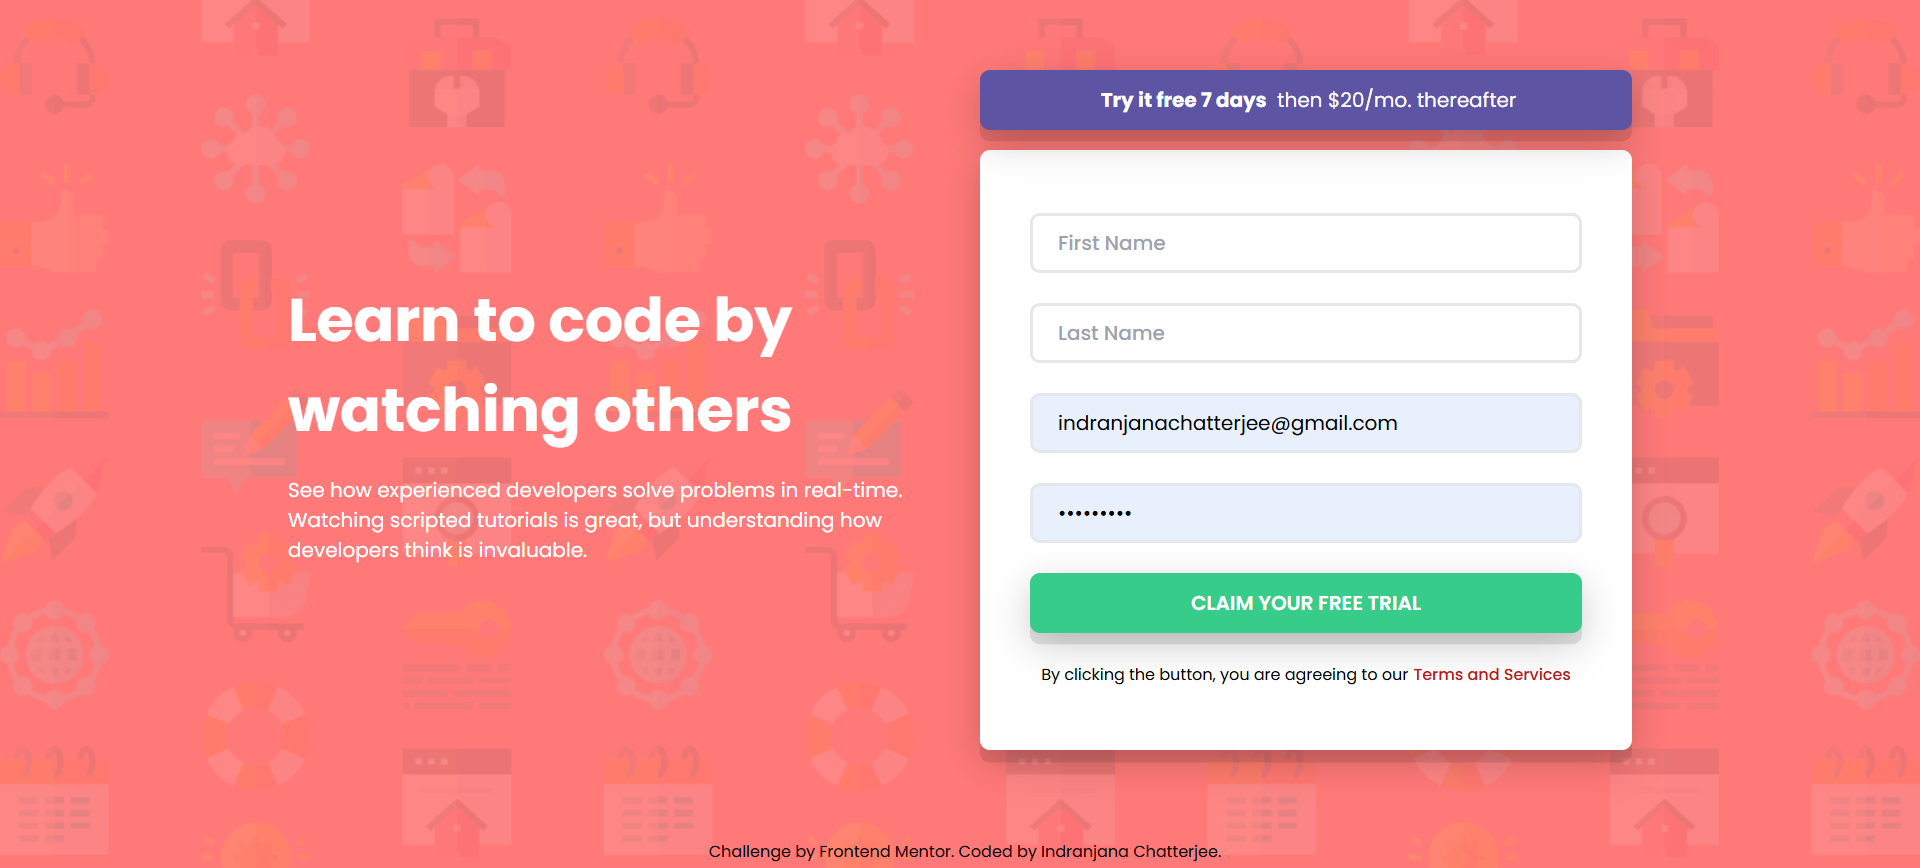 Learn to code by
watching others
See how experienced developers solve problems in real-time.
Watching scripted tutorials is great, but understanding how
developers think is invaluable.
Try it free 7 days then $20/mo. thereafter
First Name
Last Name
indranjanachatterjee@gmail.com
•••••••••
CLAIM YOUR FREE TRIAL
By clicking the button, you are agreeing to our Terms and Services
Challenge by Frontend Mentor. Coded by Indranjana Chatterjee.